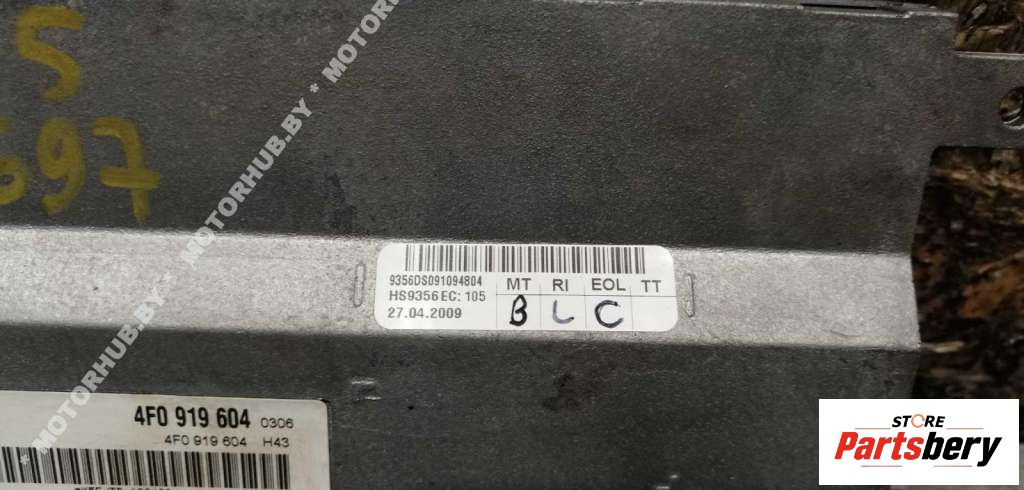 5
697
MOTORHUB.BY * MOTORHUB.BY * MOTORHUB.BY
9356DS091094804
HS9356 EC: 105
27.04.2009
MT RI EOL TT
B L C
4F0 919 604 0306
4F0 919 604 H43
STORE
Partsbery